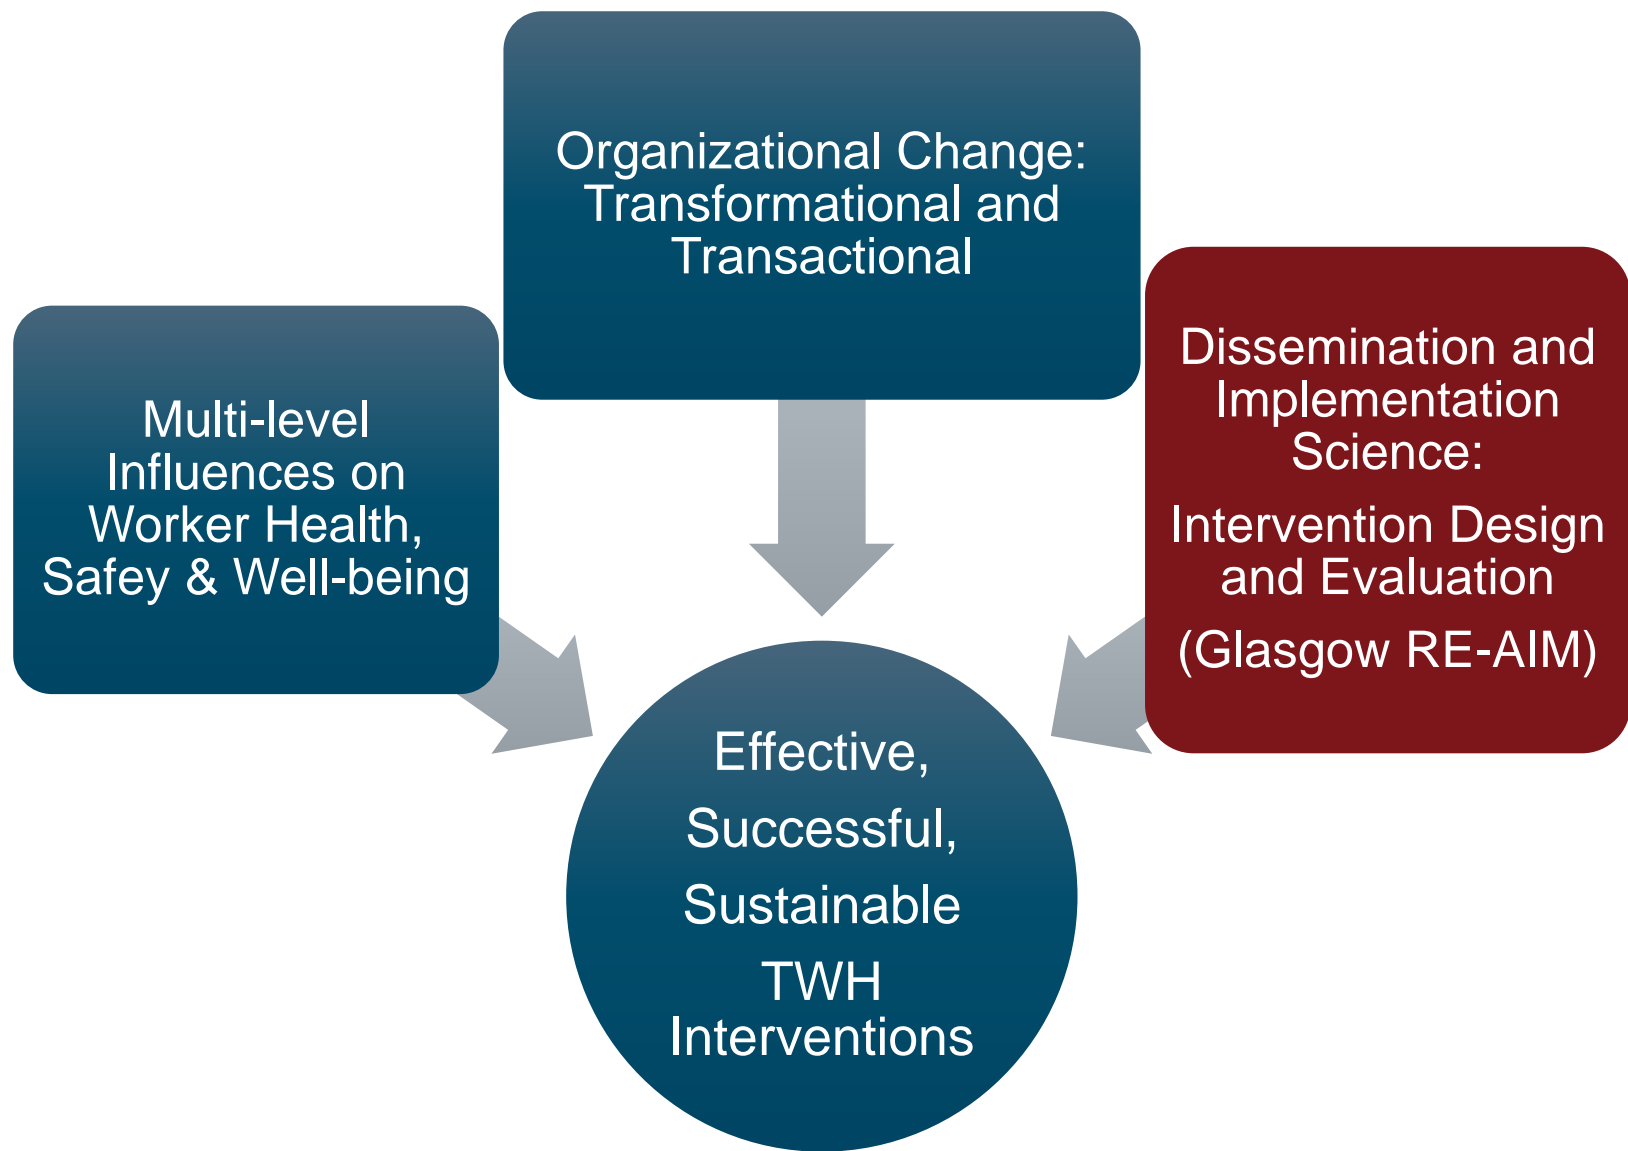 Organizational Change:
Transformational and
Transactional
Multi-level
Influences on
Worker Health,
Safey & Well-being
Dissemination and
Implementation
Science:
Intervention Design
and Evaluation
(Glasgow RE-AIM)
Effective,
Successful,
Sustainable
TWH
Interventions